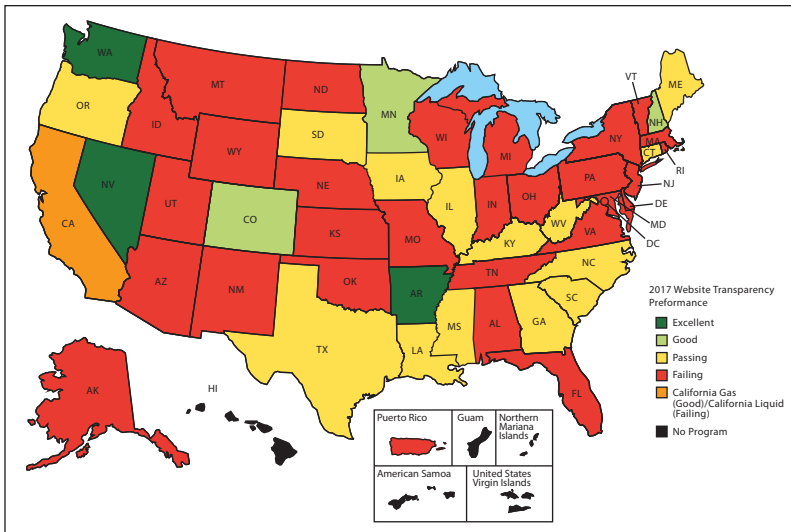 WA
OR
CA
NV
ID
MT
WY
UT
AZ
CO
NM
ND
SD
NE
KS
OK
TX
MN
IA
MO
AR
LA
WI
IL
MS
MI
IN
OH
KY
TN
AL
GA
FL
SC
NC
VA
WV
PA
NY
VT
NH
ME
MA
CT
RI
NJ
DE
MD
DC
AK
HI
2017 Website Transparency
Preformance
Excellent
Good
Passing
Failing
California Gas
(Good)/California Liquid
(Failing)
No Program
Puerto Rico
Guam
Northern
Mariana
Islands
American Samoa
United States
Virgin Islands